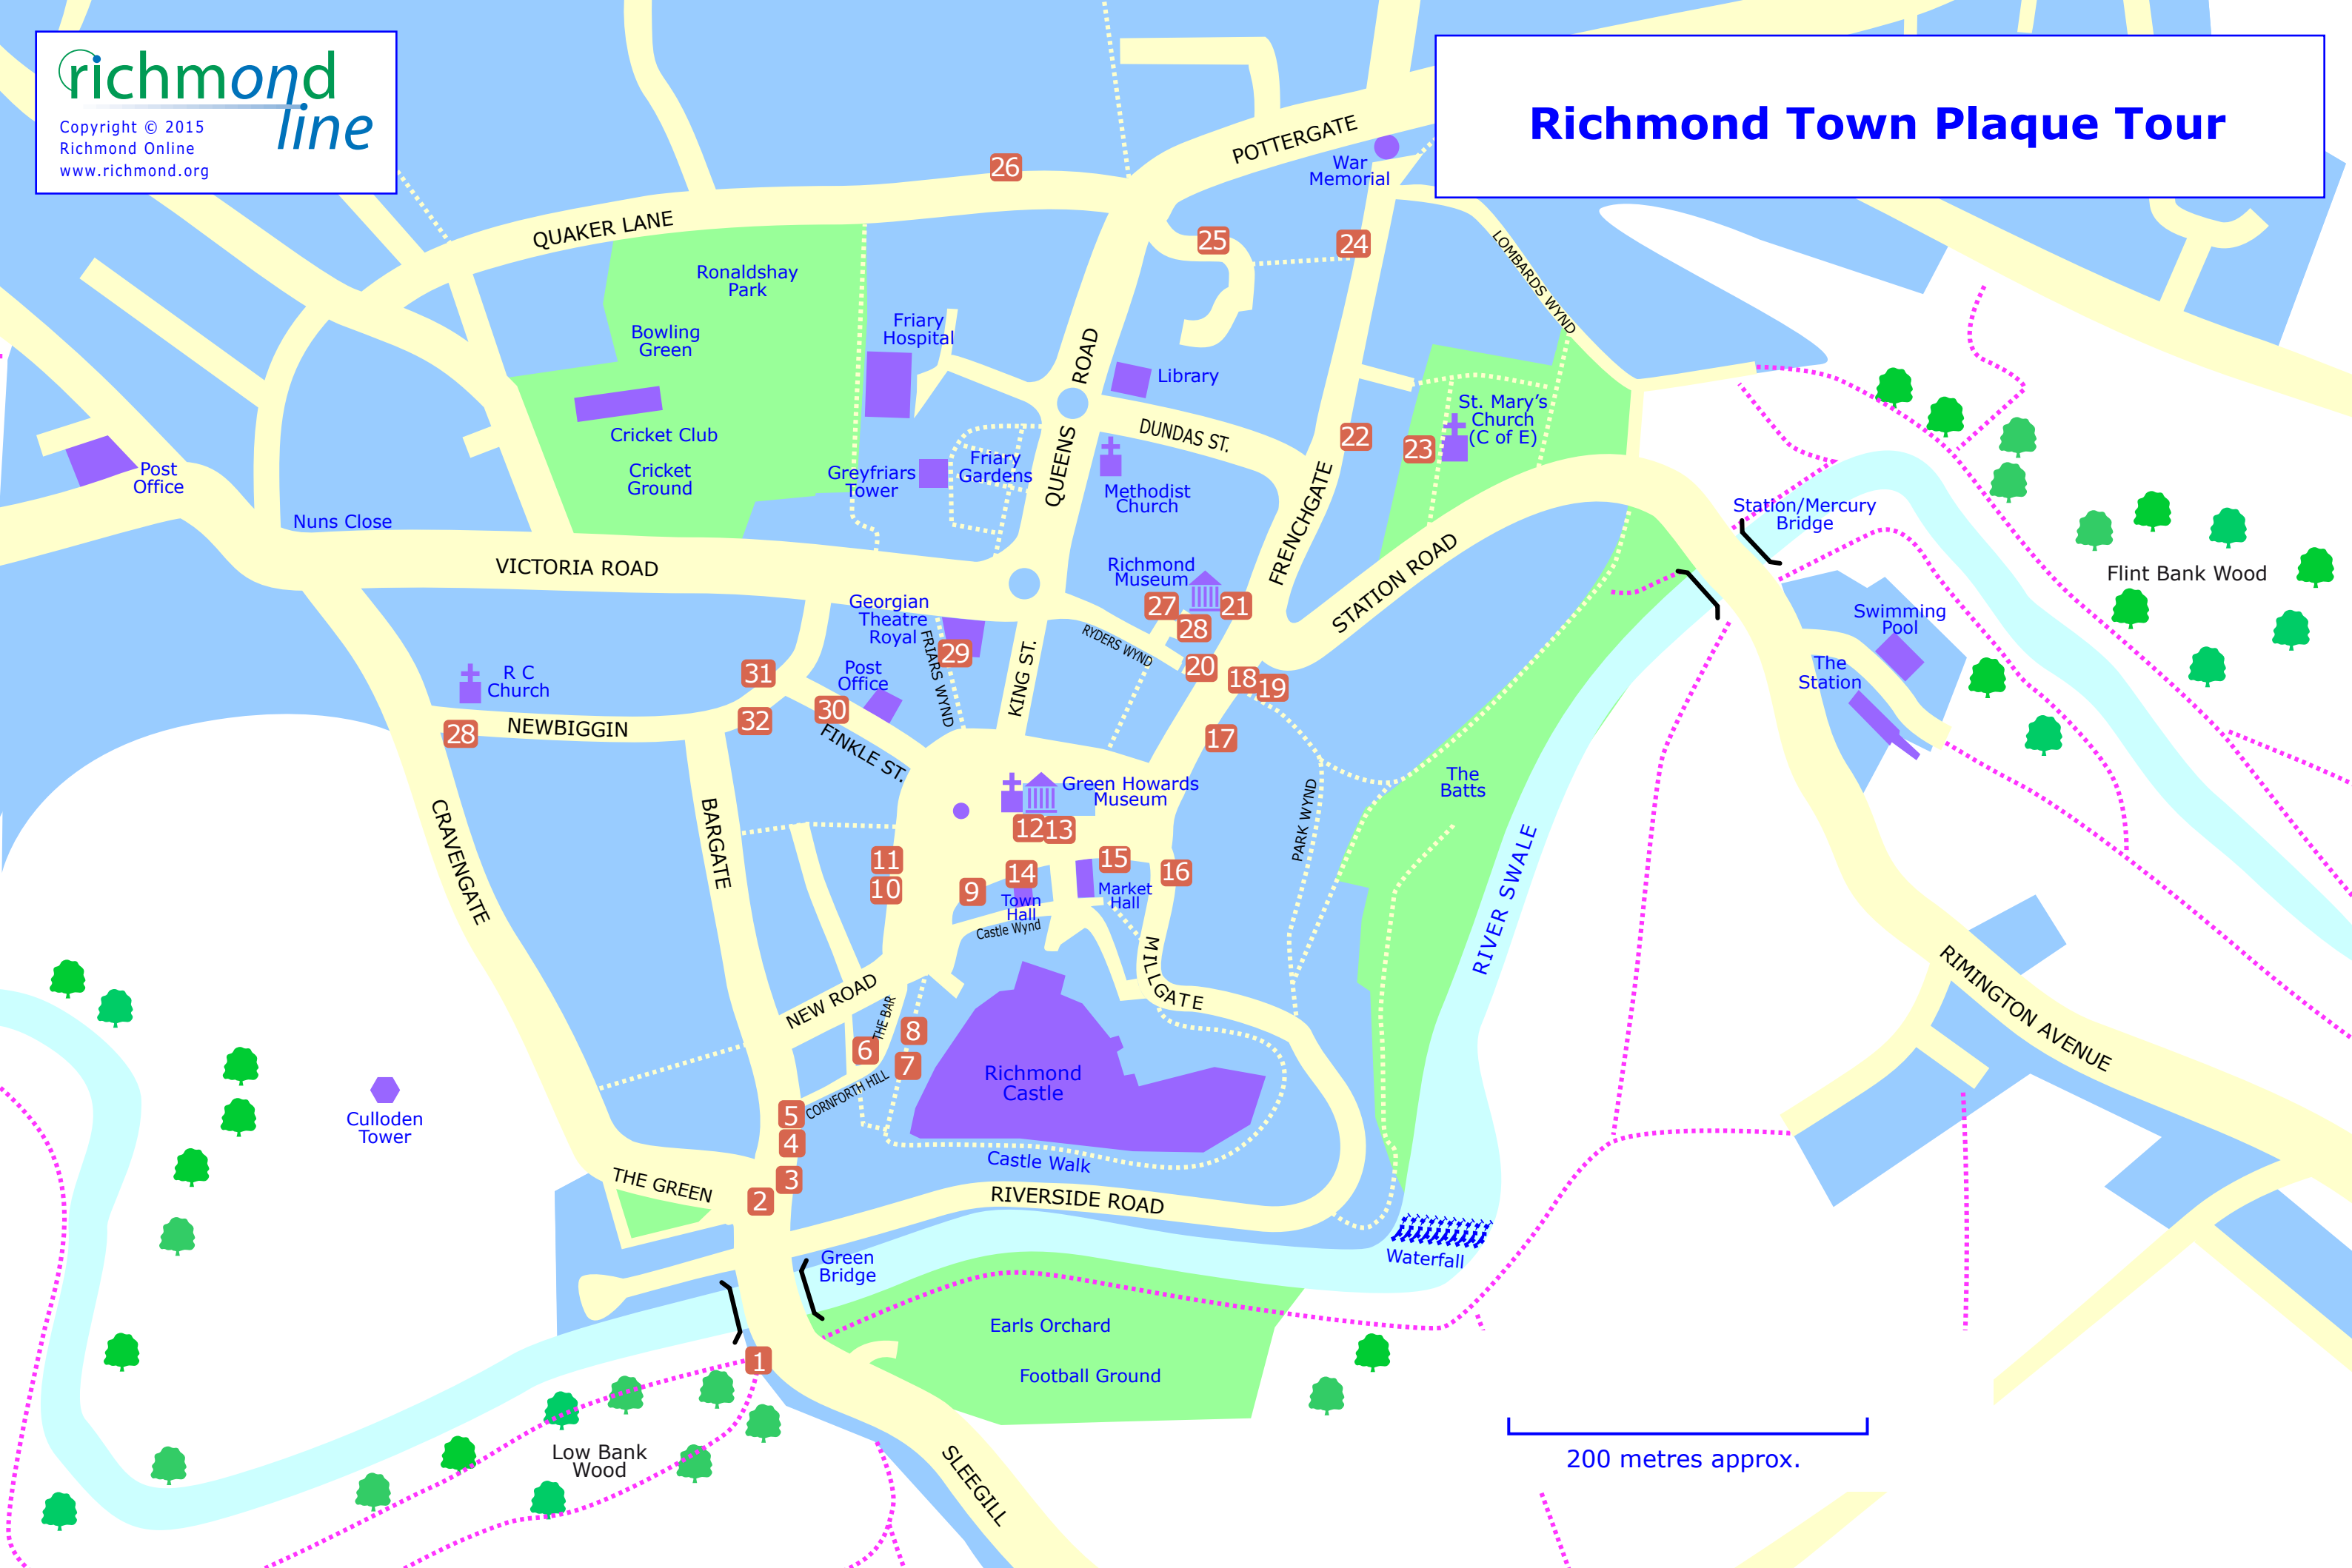 richmond
line
Copyright © 2015
Richmond Online
www.richmond.org
Richmond Town Plaque Tour
POTTERGATE
War
Memorial
26
QUAKER LANE
25
24
LOMBARDS WYND
Ronaldshay
Park
Bowling
Green
Friary
Hospital
QUEENS ROAD
Library
Cricket Club
Cricket
Ground
DUNDAS ST.
22
23
St. Mary's
Church
(C of E)
Post
Office
Greyfriars
Tower
Friary
Gardens
Methodist
Church
FRENCHGATE
Nuns Close
Station/Mercury
Bridge
VICTORIA ROAD
Richmond
Museum
STATION ROAD
Flint Bank Wood
Georgian
Theatre
Royal
27
21
28
Swimming
Pool
RYDERS WYND
FRIARS WYND
29
KING ST.
20
18
19
The
Station
R C
Church
31
Post
Office
30
32
28
NEWBIGGIN
FINKLE ST.
17
Green Howards
Museum
The
Batts
PARK WYND
CRAVENGATE
BARGATE
12
13
11
10
9
14
15
16
Town
Hall
Market
Hall
Castle Wynd
RIVER SWALE
MILLGATE
RIMINGTON AVENUE
NEW ROAD
THE BAR
8
6
7
Richmond
Castle
CORNFORTH HILL
Culloden
Tower
5
4
3
2
Castle Walk
THE GREEN
RIVERSIDE ROAD
Green
Bridge
Waterfall
Earls Orchard
Football Ground
1
Low Bank
Wood
SLEEGILL
200 metres approx.